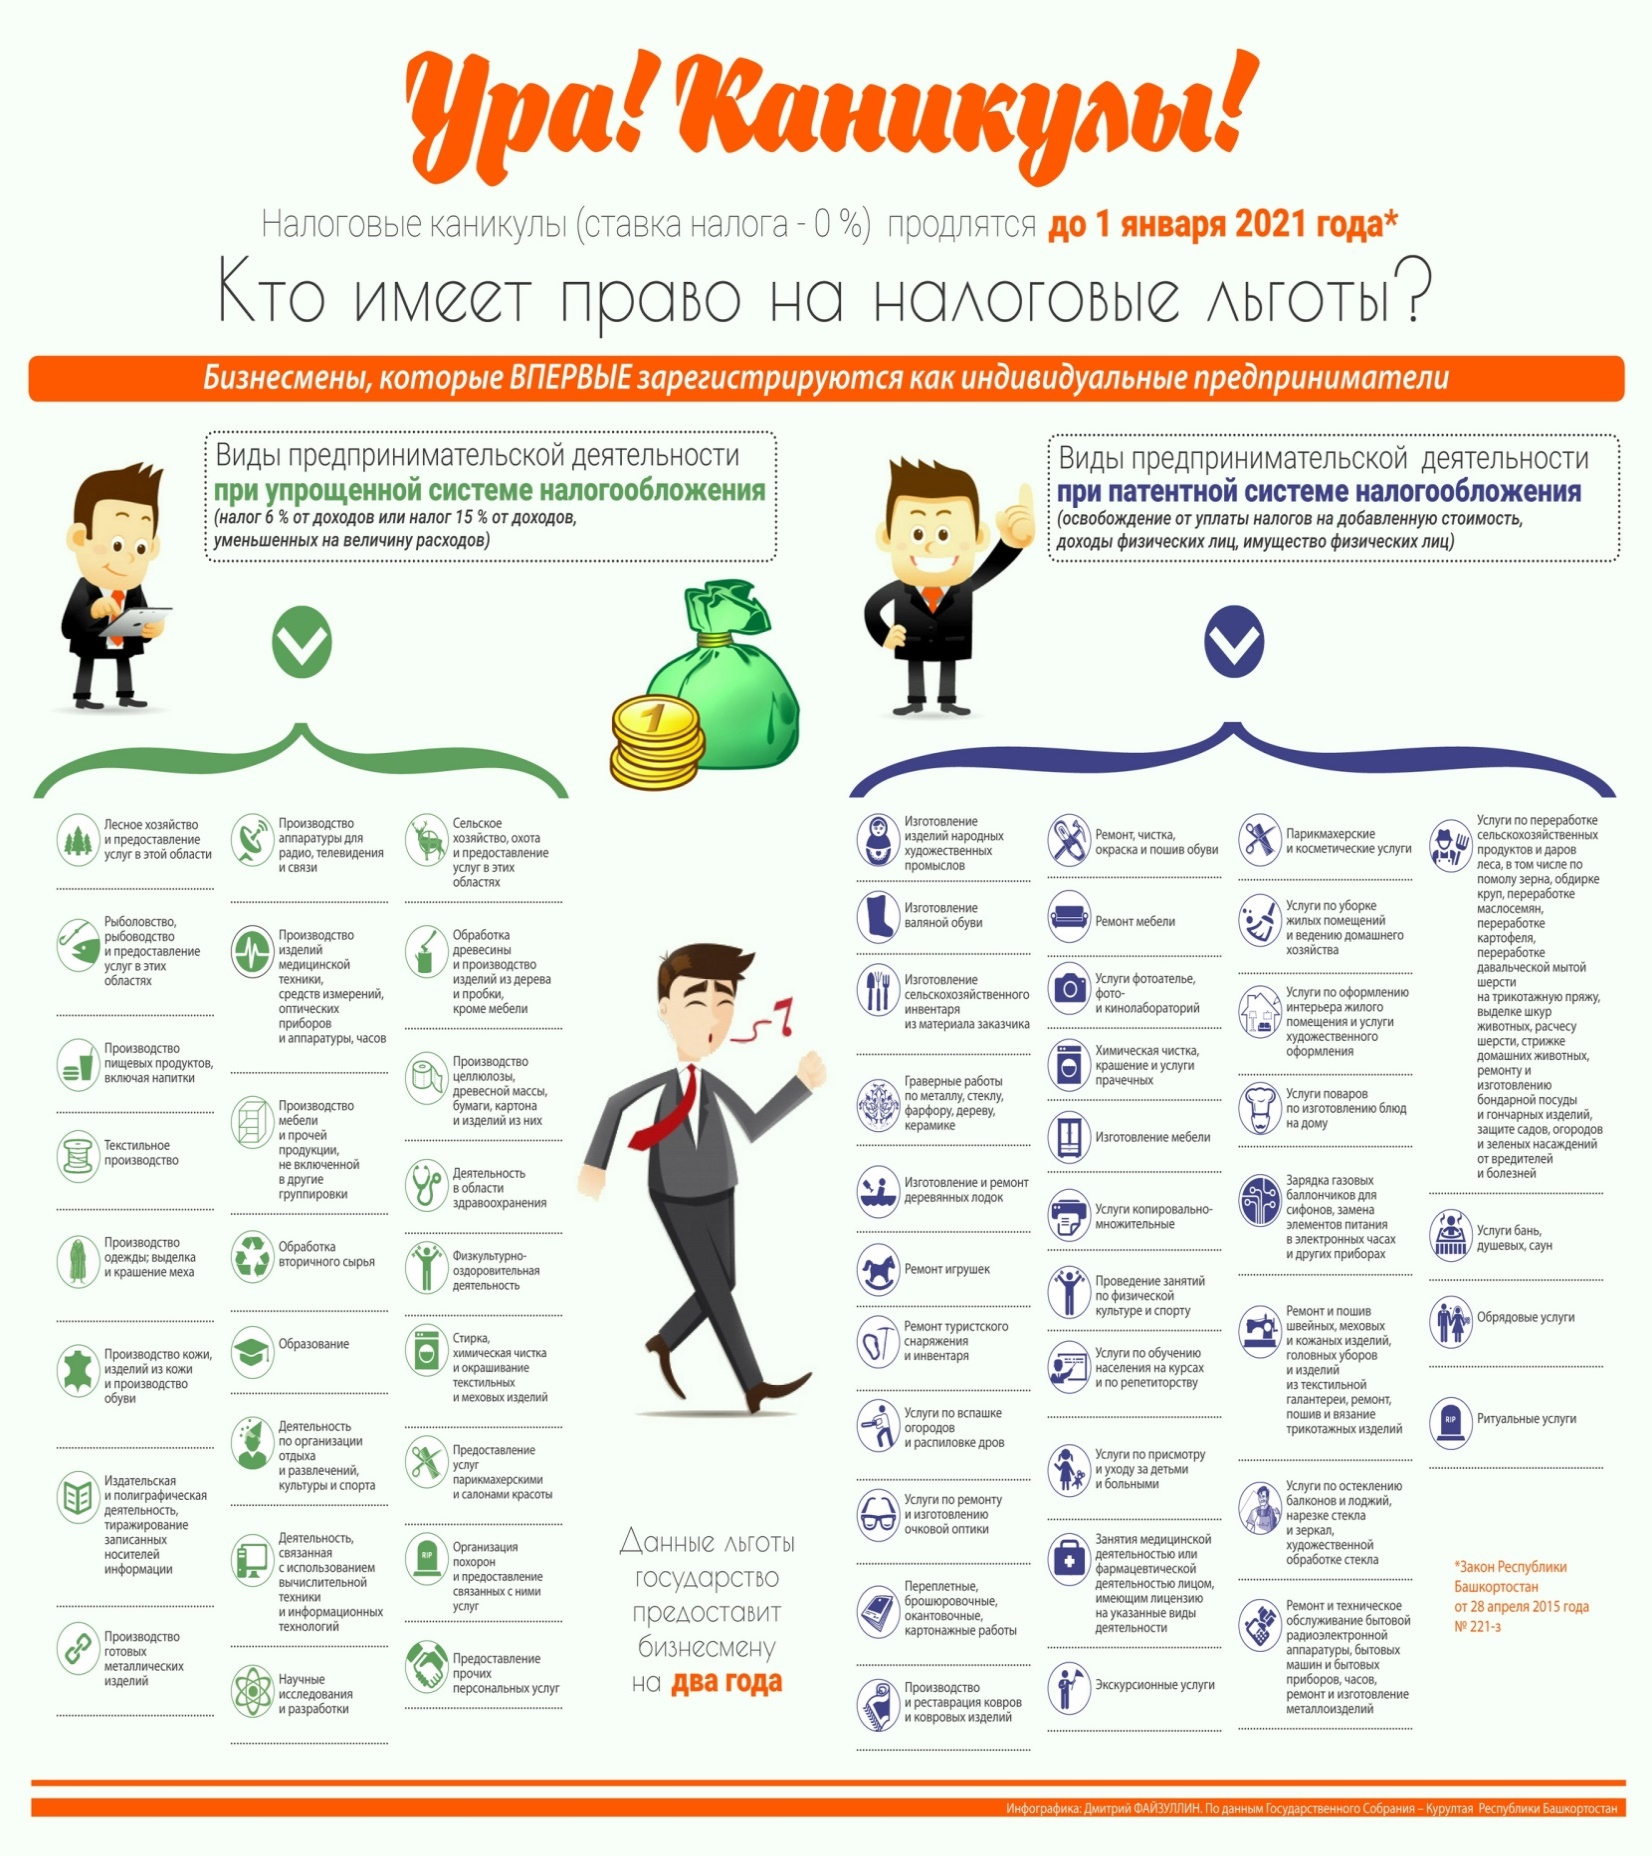 Ура! Каникулы!
Налоговые каникулы (ставка налога - 0 %) продлятся до 1 января 2021 года*
Кто имеет право на налоговые льготы?
Бизнесмены, которые ВПЕРВЫЕ зарегистрируются как индивидуальные предприниматели
Виды предпринимательской деятельности
при упрощенной системе налогообложения
(налог 6 % от доходов или налог 15 % от доходов,
уменьшенных на величину расходов)
1
Лесное хозяйство
и предоставление
услуг в этой области
Рыболовство,
рыбоводство
и предоставление
услуг в этих
областях
Производство
пищевых продуктов,
включая напитки
Текстильное
производство
Производство
одежды; выделка
и крашение меха
Производство кожи,
изделий из кожи
и производство
обуви
Издательская
и полиграфическая
деятельность,
тиражирование
записанных
носителей
информации
Производство
готовых
металлических
изделий
Производство
аппаратуры для
радио, телевидения
и связи
Производство
изделий
медицинской
техники,
средств измерений,
оптических
приборов
и аппаратуры, часов
Производство
мебели
и прочей
продукции,
не включенной
в другие
группировки
Обработка
вторичного сырья
Образование
Деятельность
по организации
отдыха
и развлечений,
культуры и спорта
Деятельность,
связанная
с использованием
вычислительной
техники
и информационных
технологий
Научные
исследования
и разработки
Сельское
хозяйство, охота
и предоставление
услуг в этих
областях
Обработка
древесины
и производство
изделий из дерева
и пробки,
кроме мебели
Производство
целлюлозы,
древесной массы,
бумаги, картона
и изделий из них
Деятельность
в области
здравоохранения
Физкультурно-
оздоровительная
деятельность
Стирка,
химическая чистка
и окрашивание
текстильных
и меховых изделий
Предоставление
услуг
парикмахерскими
и салонами красоты
RIP
Организация
похорон
и предоставление
связанных с ними
услуг
Предоставление
прочих
персональных услуг
Данные льготы
государство
предоставит
бизнесмену
на два года
Виды предпринимательской деятельности
при патентной системе налогообложения
(освобождение от уплаты налогов на добавленную стоимость,
доходы физических лиц, имущество физических лиц)
Изготовление
изделий народных
художественных
промыслов
Изготовление
валяной обуви
Изготовление
сельскохозяйственного
инвентаря
из материала заказчика
Граверные работы
по металлу, стеклу,
фарфору, дереву,
керамике
Изготовление и ремонт
деревянных лодок
Ремонт игрушек
Ремонт туристского
снаряжения
и инвентаря
Услуги по вспашке
огородов
и распиловке дров
Услуги по ремонту
и изготовлению
очковой оптики
Переплетные,
брошюровочные,
окантовочные,
картонажные работы
Производство
и реставрация ковров
и ковровых изделий
Ремонт, чистка,
окраска и пошив обуви
Ремонт мебели
Услуги фотоателье,
фото-
и кинолабораторий
Химическая чистка,
крашение и услуги
прачечных
Изготовление мебели
Услуги копировально-
множительные
Проведение занятий
по физической
культуре и спорту
Услуги по обучению
населения на курсах
и по репетиторству
Услуги по присмотру
и уходу за детьми
и больными
Занятия медицинской
деятельностью или
фармацевтической
деятельностью лицом,
имеющим лицензию
на указанные виды
деятельности
Экскурсионные услуги
Парикмахерские
и косметические услуги
Услуги по уборке
жилых помещений
и ведению домашнего
хозяйства
Услуги по оформлению
интерьера жилого
помещения и услуги
художественного
оформления
Услуги поваров
по изготовлению блюд
на дому
Зарядка газовых
баллончиков для
сифонов, замена
элементов питания
в электронных часах
и других приборах
Ремонт и пошив
швейных, меховых
и кожаных изделий,
головных уборов
и изделий
из текстильной
галантереи, ремонт,
пошив и вязание
трикотажных изделий
Услуги по остеклению
балконов и лоджий,
нарезке стекла
и зеркал,
художественной
обработке стекла
Ремонт и техническое
обслуживание бытовой
радиоэлектронной
аппаратуры, бытовых
машин и бытовых
приборов, часов,
ремонт и изготовление
металлоизделий
Услуги по переработке
сельскохозяйственных
продуктов и даров
леса, в том числе по
помолу зерна, обдирке
круп, переработке
маслосемян,
переработке
картофеля,
переработке
давальческой мытой
шерсти
на трикотажную пряжу,
выделке шкур
животных, расчесу
шерсти, стрижке
домашних животных,
ремонту и
изготовлению
бондарной посуды
и гончарных изделий,
защите садов, огородов
и зеленых насаждений
от вредителей
и болезней
Услуги бань,
душевых, саун
Обрядовые услуги
RIP
Ритуальные услуги
*Закон Республики
Башкортостан
от 28 апреля 2015 года
№ 221-з
Инфографика: Дмитрий ФАЙЗУЛЛИН. По данным Государственного Собрания – Курултая Республики Башкортостан